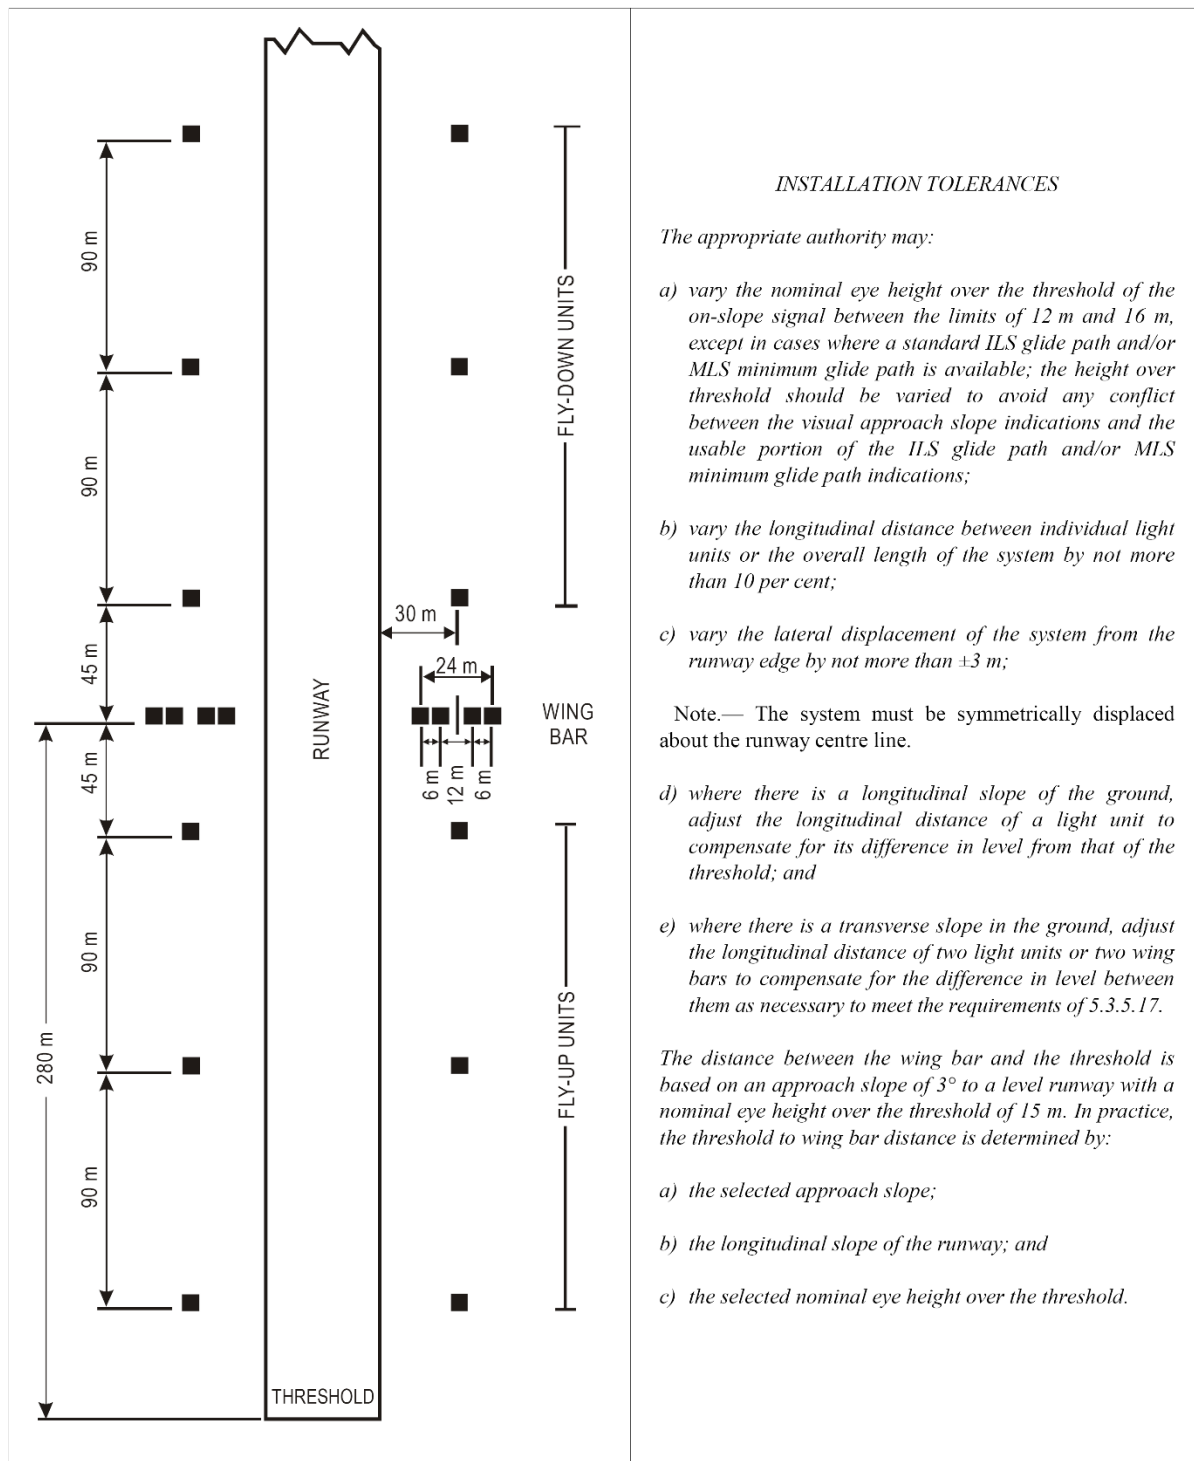 90 m
90 m
45 m
45 m
90 m
90 m
280 m
RUNWAY
THRESHOLD
30 m
24 m
6 m
12 m
6 m
FLY-DOWN UNITS
WING
BAR
FLY-UP UNITS
INSTALLATION TOLERANCES
The appropriate authority may:
a) vary the nominal eye height over the threshold of the
on-slope signal between the limits of 12 m and 16 m,
except in cases where a standard ILS glide path and/or
MLS minimum glide path is available; the height over
threshold should be varied to avoid any conflict
between the visual approach slope indications and the
usable portion of the ILS glide path and/or MLS
minimum glide path indications;
b) vary the longitudinal distance between individual light
units or the overall length of the system by not more
than 10 per cent;
c) vary the lateral displacement of the system from the
runway edge by not more than ±3 m;
Note.— The system must be symmetrically displaced
about the runway centre line.
d) where there is a longitudinal slope of the ground,
adjust the longitudinal distance of a light unit to
compensate for its difference in level from that of the
threshold; and
e) where there is a transverse slope in the ground, adjust
the longitudinal distance of two light units or two wing
bars to compensate for the difference in level between
them as necessary to meet the requirements of 5.3.5.17.
The distance between the wing bar and the threshold is
based on an approach slope of 3° to a level runway with a
nominal eye height over the threshold of 15 m. In practice,
the threshold to wing bar distance is determined by:
a) the selected approach slope;
b) the longitudinal slope of the runway; and
c) the selected nominal eye height over the threshold.